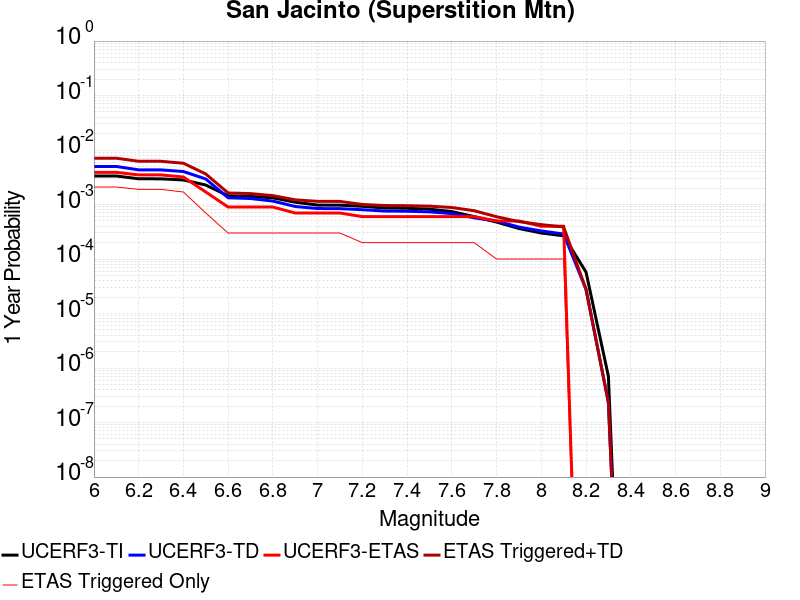 San Jacinto (Superstition Mtn)
10^0
10^-1
10^-2
10^-3
10^-4
10^-5
10^-6
10^-7
10^-8
1 Year Probability
6 6.2 6.4 6.6 6.8 7 7.2 7.4 7.6 7.8 8 8.2 8.4 8.6 8.8 9
Magnitude
UCERF3-TI UCERF3-TD UCERF3-ETAS ETAS Triggered+TD
ETAS Triggered Only